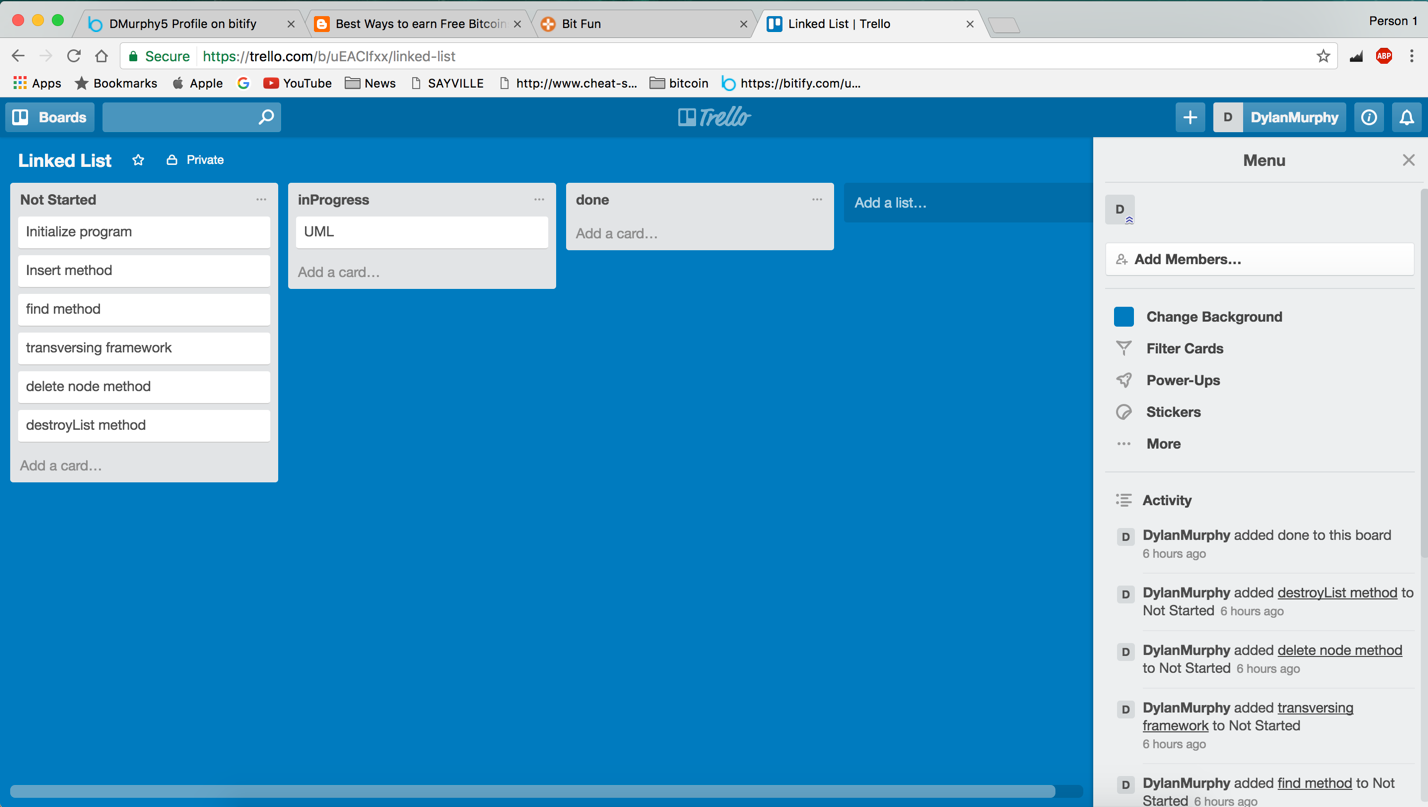 DMurphy5 Profile on bitify
Best Ways to earn Free Bitcoin
Bit Fun
Linked List | Trello
Person 1
Secure https://trello.com/b/uEAClfxx/linked-list
ABP
Apps Bookmarks Apple G YouTube News SAYVILLE http://www.cheat-s... bitcoin https://bitify.com/u...
Boards
Trello
D DylanMurphy
Linked List Private
Not Started
Initialize program
Insert method
find method
transversing framework
delete node method
destroyList method
Add a card…
inProgress
UML
Add a card…
done
Add a card…
Add a list…
Menu
D
Add Members…
Change Background
Filter Cards
Power-Ups
Stickers
More
Activity
D DylanMurphy added done to this board
6 hours ago
D DylanMurphy added destroyList method to
Not Started 6 hours ago
D DylanMurphy added delete node method
to Not Started 6 hours ago
D DylanMurphy added transversing
framework to Not Started
6 hours ago
D DylanMurphy added find method to Not
Started 6 hours ago